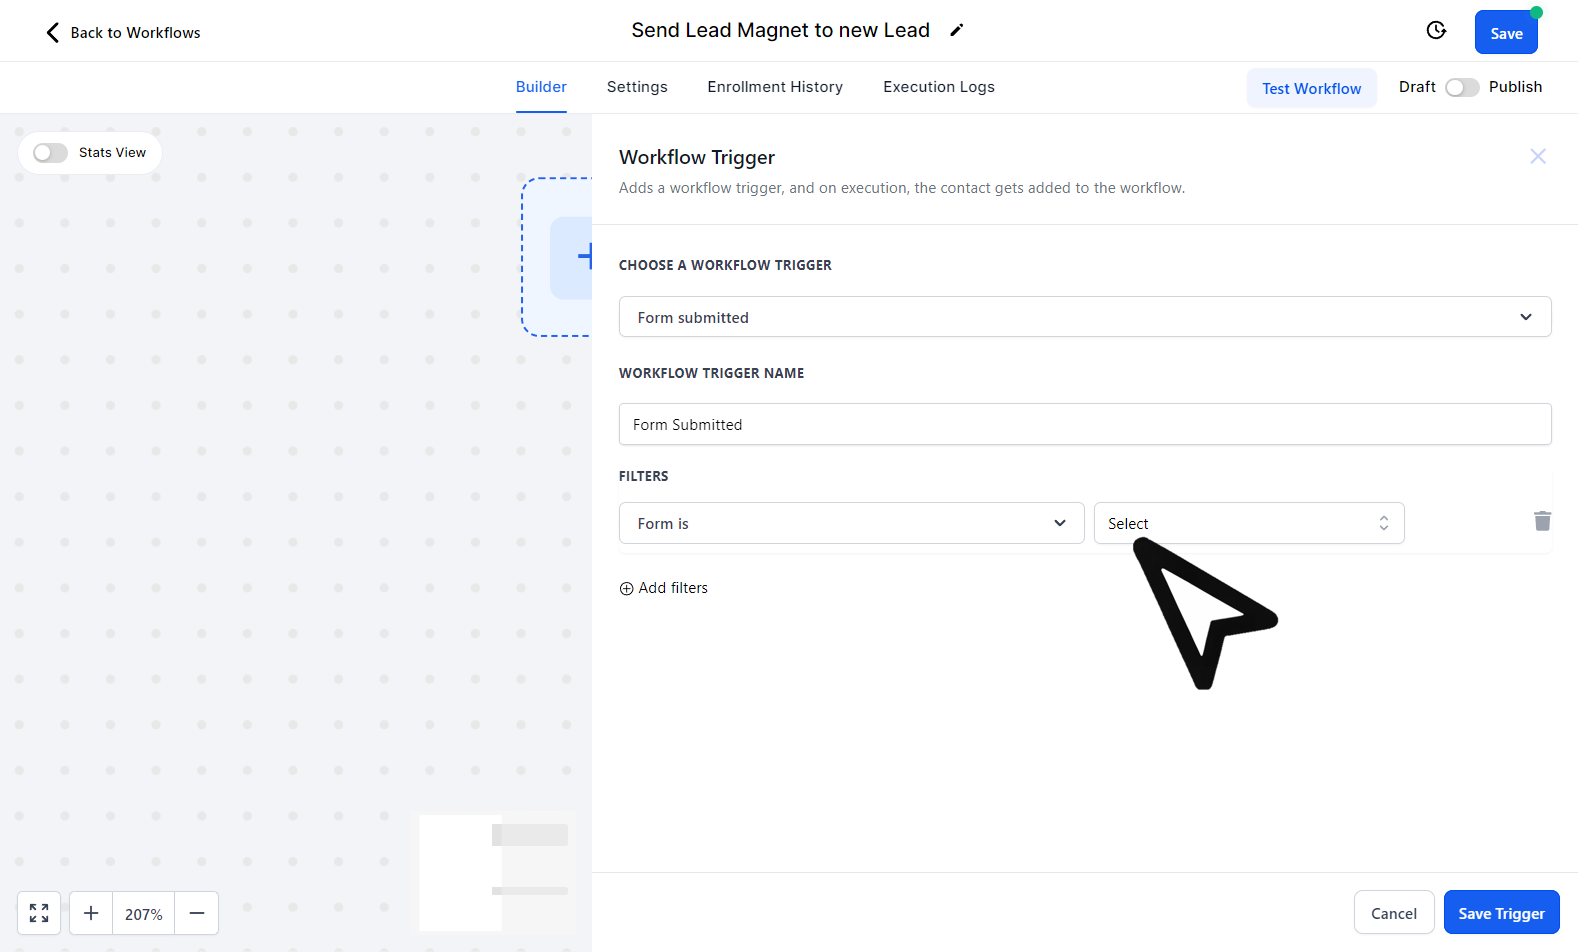 Back to Workflows
Send Lead Magnet to new Lead
Save
Builder
Settings
Enrollment History
Execution Logs
Test Workflow
Draft
Publish
Stats View
Workflow Trigger
Adds a workflow trigger, and on execution, the contact gets added to the workflow.
CHOOSE A WORKFLOW TRIGGER
Form submitted
WORKFLOW TRIGGER NAME
Form Submitted
FILTERS
Form is
Select
Add filters
207%
Cancel
Save Trigger